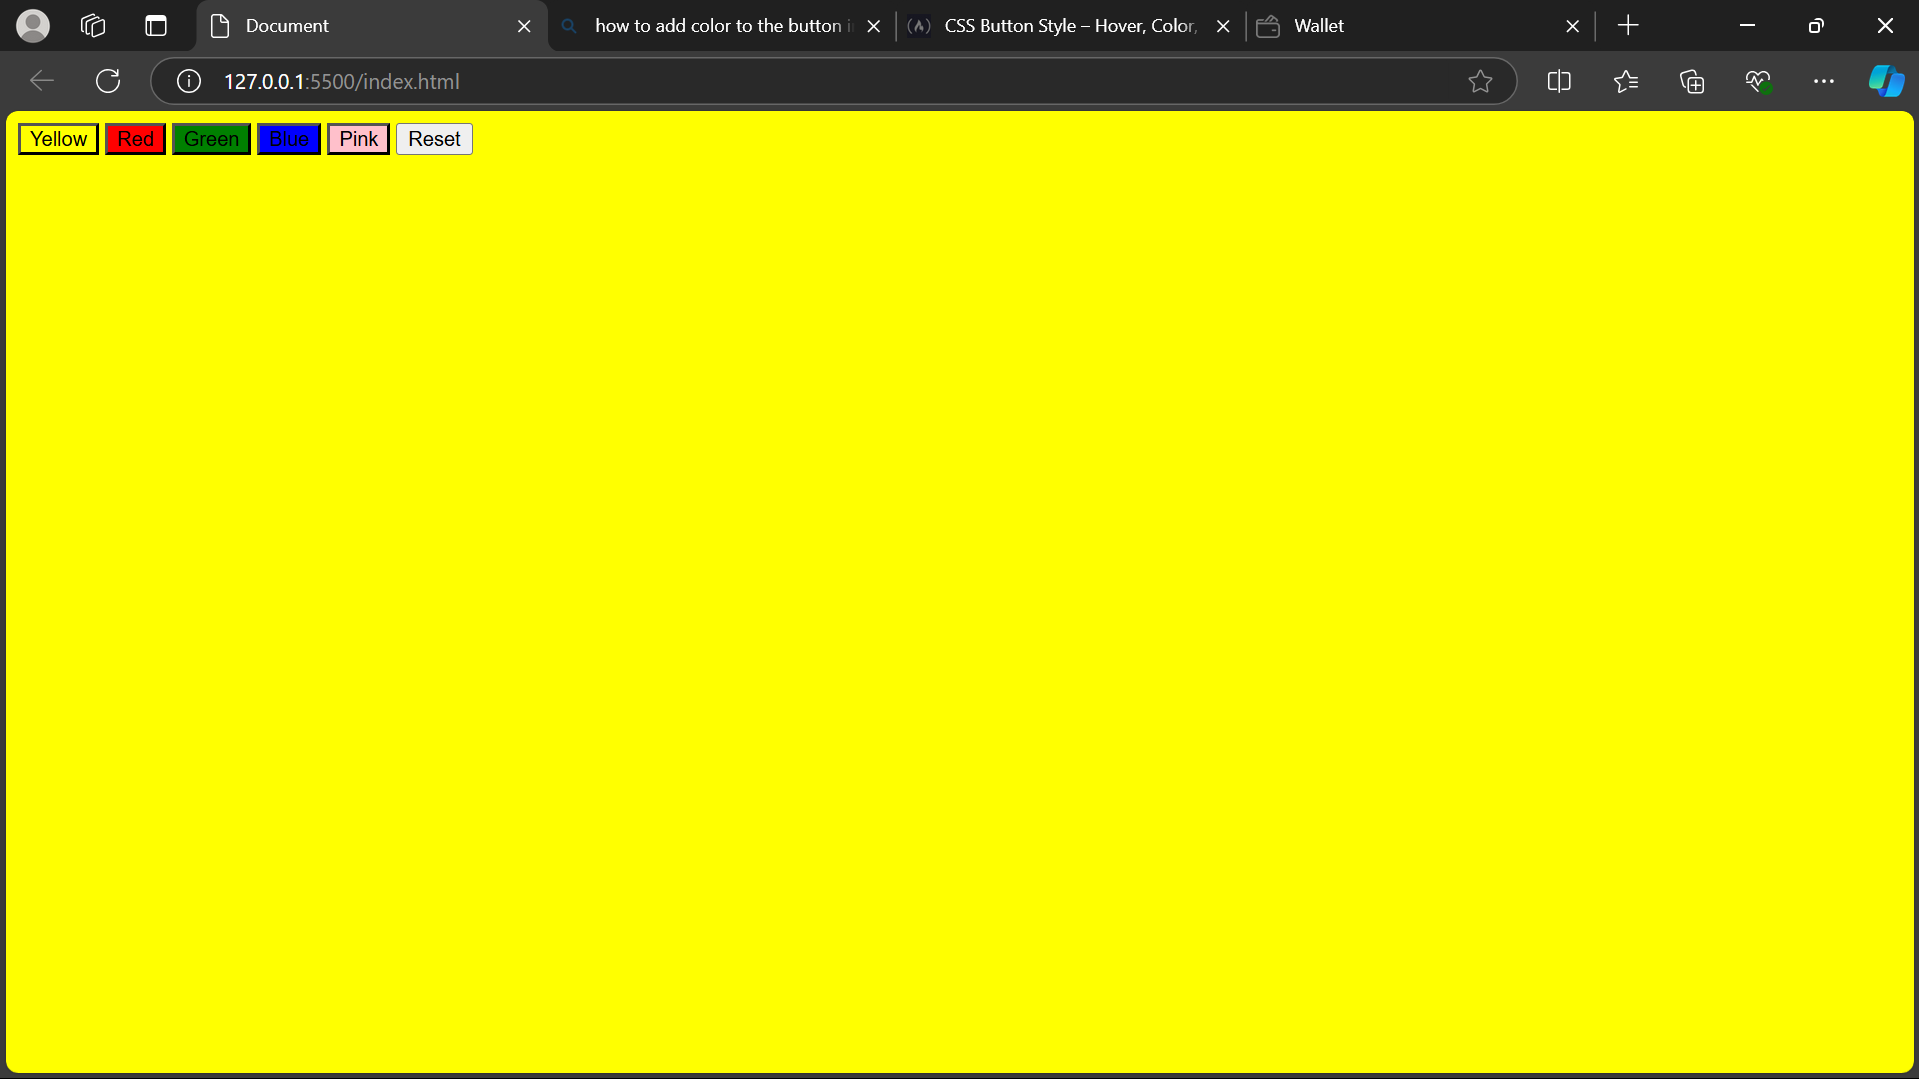 Document
how to add color to the button i
CSS Button Style – Hover, Color,
Wallet
127.0.0.1:5500/index.html
Yellow Red Green Blue Pink Reset